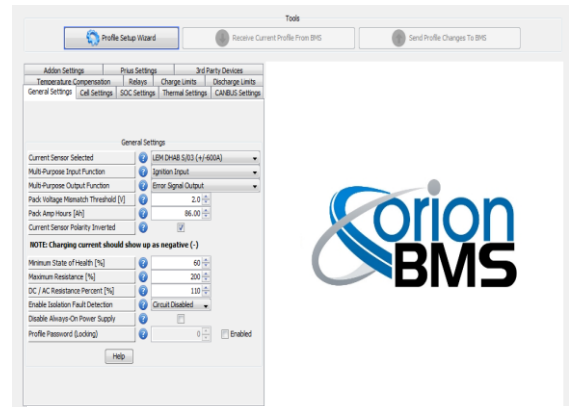 Tools
Profile Setup Wizard
Receive Current Profile From BMS
Send Profile Changes To BMS
Addon Settings Prius Settings 3rd Party Devices
Temperature Compensation Relays Charge Limits Discharge Limits
General Settings Cell Settings SOC Settings Thermal Settings CANBUS Settings
General Settings
Current Sensor Selected ? LEM DHAB S/03 (+/-600A)
Multi-Purpose Input Function ? Ignition Input
Multi-Purpose Output Function ? Error Signal Output
Pack Voltage Mismatch Threshold [V] ? 2.0
Pack Amp Hours [Ah] ? 86.00
Current Sensor Polarity Inverted ?
NOTE: Charging current should show up as negative (-)
Minimum State of Health [%] ? 60
Maximum Resistance [%] ? 200
DC / AC Resistance Percent [%] ? 110
Enable Isolation Fault Detection ? Circuit Disabled
Disable Always-On Power Supply ?
Profile Password (Locking) ? 0 Enabled
Help
orion
BMS